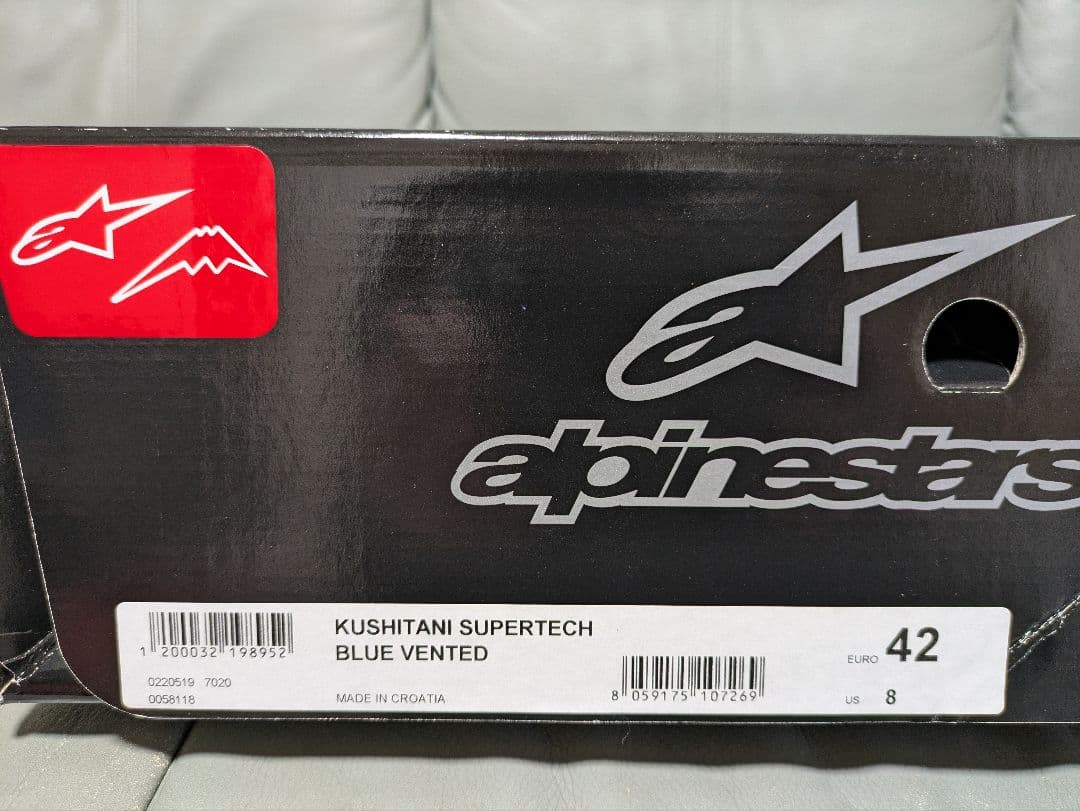 alpinestars
1 200032 198952
KUSHITANI SUPERTECH
BLUE VENTED
0220519 7020
0058118
MADE IN CROATIA
8 059175 107269
EURO 42
US 8